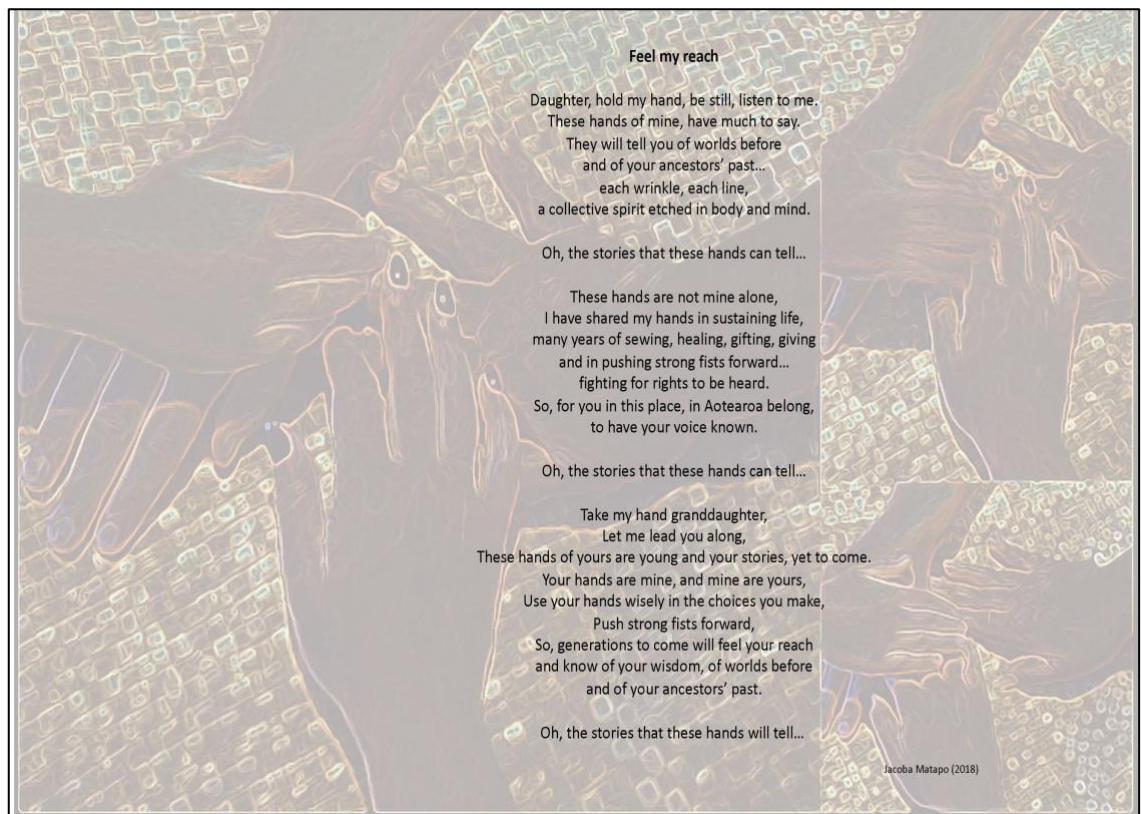 Feel my reach
Daughter, hold my hand, be still, listen to me.
These hands of mine, have much to say.
They will tell you of worlds before
and of your ancestors’ past…
each wrinkle, each line,
a collective spirit etched in body and mind.
Oh, the stories that these hands can tell…
These hands are not mine alone,
I have shared my hands in sustaining life,
many years of sewing, healing, gifting, giving
and in pushing strong fists forward…
fighting for rights to be heard.
So, for you in this place, in Aotearoa belong,
to have your voice known.
Oh, the stories that these hands can tell…
Take my hand granddaughter,
Let me lead you along,
These hands of yours are young and your stories, yet to come.
Your hands are mine, and mine are yours,
Use your hands wisely in the choices you make,
Push strong fists forward,
So, generations to come will feel your reach
and know of your wisdom, of worlds before
and of your ancestors’ past.
Oh, the stories that these hands will tell…
Jacoba Matapo (2018)